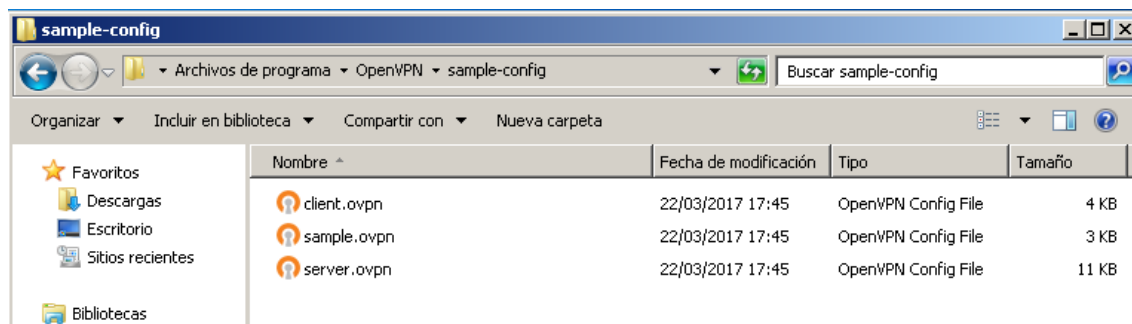 sample-config
Archivos de programa OpenVPN sample-config
Buscar sample-config
Organizar Incluir en biblioteca Compartir con Nueva carpeta
Favoritos
Descargas
Escritorio
Sitios recientes
Bibliotecas
Nombre Fecha de modificación Tipo Tamaño
client.ovpn 22/03/2017 17:45 OpenVPN Config File 4 KB
sample.ovpn 22/03/2017 17:45 OpenVPN Config File 3 KB
server.ovpn 22/03/2017 17:45 OpenVPN Config File 11 KB